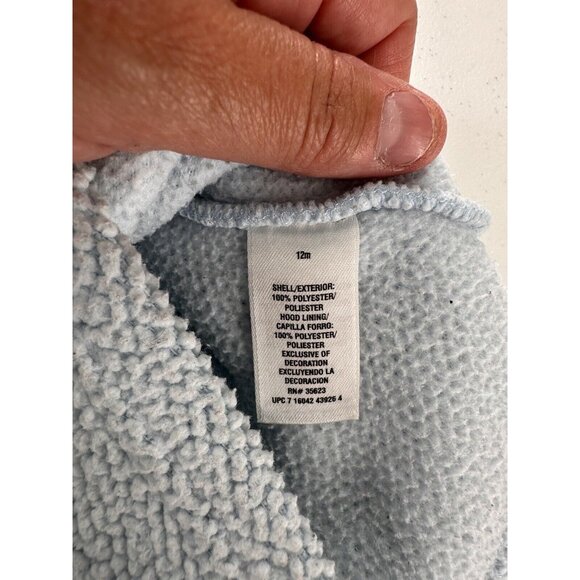 12m
SHELL/EXTERIOR:
100% POLYESTER/
POLIESTER
HOOD LINING/
CAPILLA FORRO:
100% POLYESTER/
POLIESTER
EXCLUSIVE OF
DECORATION
EXCLUYENDO LA
DECORACION
RN# 35623
UPC 7 16042 43926 4